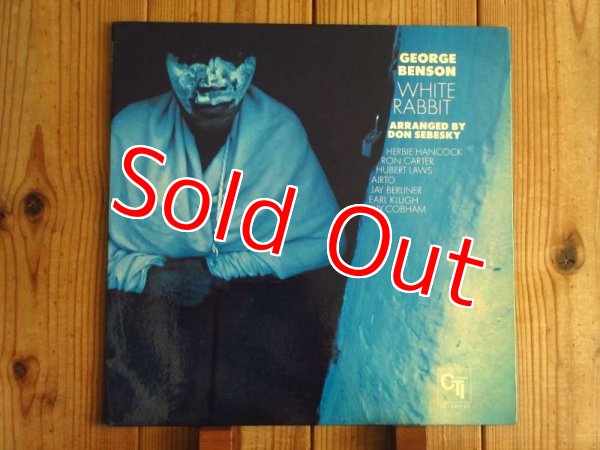 GEORGE
BENSON
WHITE
RABBIT
ARRANGED BY
DON SEBESKY
HERBIE HANCOCK
RON CARTER
HUBERT LAWS
AIRTO
JAY BERLINER
EARL KLUGH
COBHAM
Sold Out
CTI